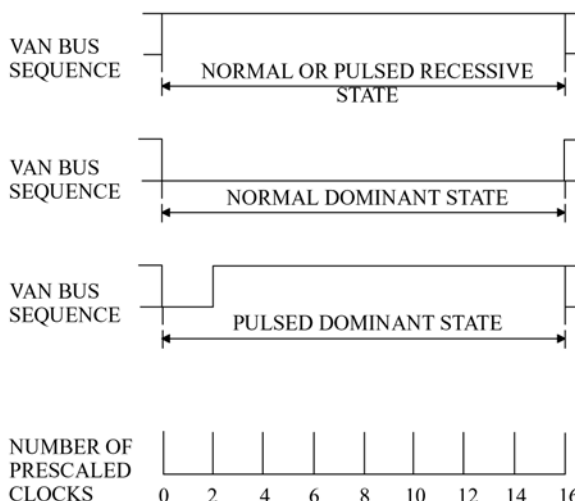 VAN BUS
SEQUENCE
NORMAL OR PULSED RECESSIVE
STATE
VAN BUS
SEQUENCE
NORMAL DOMINANT STATE
VAN BUS
SEQUENCE
PULSED DOMINANT STATE
NUMBER OF
PRESCALED
CLOCKS
0 2 4 6 8 10 12 14 16